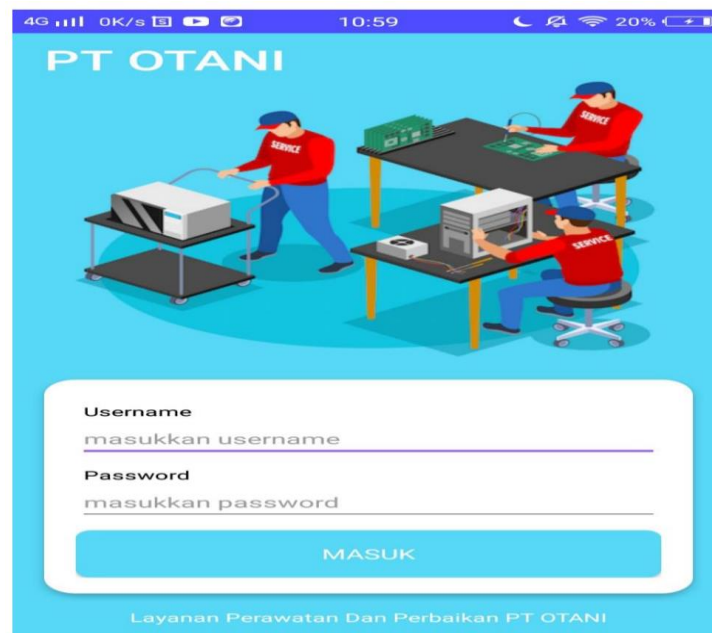 4G 0K/s 10:59 20%
PT OTANI
SERVICE
SERVICE
SERVICE
Username
masukkan username
Password
masukkan password
MASUK
Layanan Perawatan Dan Perbaikan PT OTANI